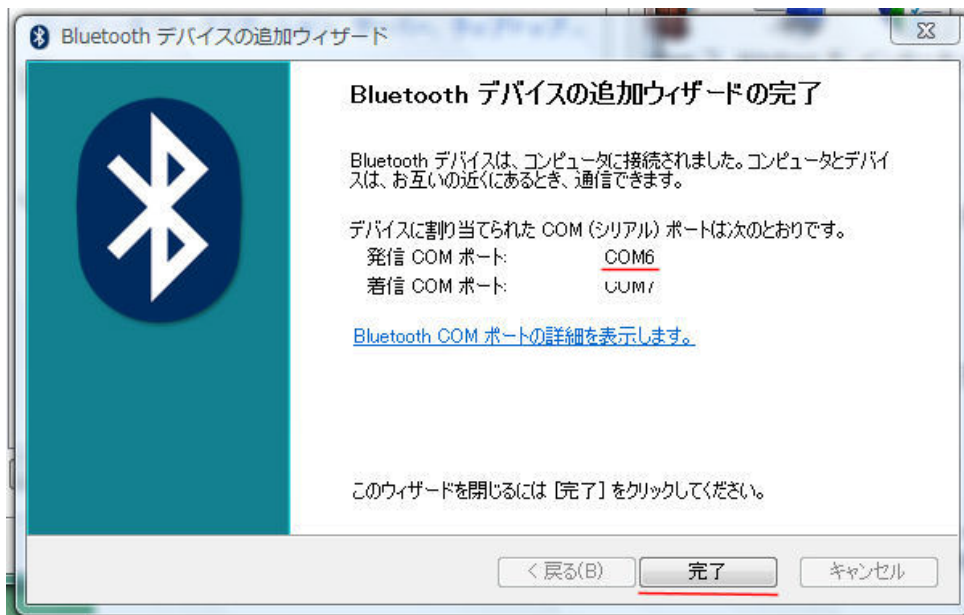 Bluetooth デバイスの追加ウィザード
Bluetooth デバイスの追加ウィザードの完了
Bluetooth デバイスは、コンピュータに接続されました。コンピュータとデバイ
スは、お互いの近くにあるとき、通信できます。
デバイスに割り当てられた COM (シリアル) ポートは次のとおりです。
発信 COM ポート: COM6
着信 COM ポート: COM7
Bluetooth COM ポートの詳細を表示します。
このウィザードを閉じるには [完了] をクリックしてください。
< 戻る(B) 完了 キャンセル